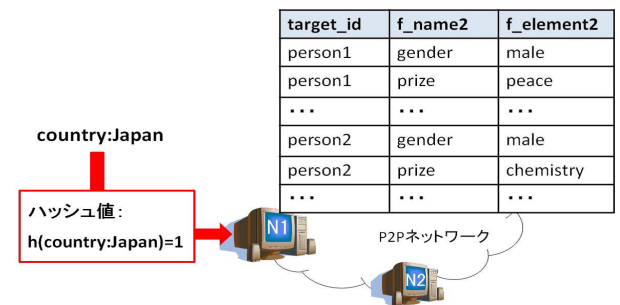 target_id f_name2 f_element2
person1 gender male
person1 prize peace
･･･ ･･･ ･･･
person2 gender male
person2 prize chemistry
･･･ ･･･ ･･･
country:Japan
ハッシュ値:
h(country:Japan)=1
N1
P2Pネットワーク
N2